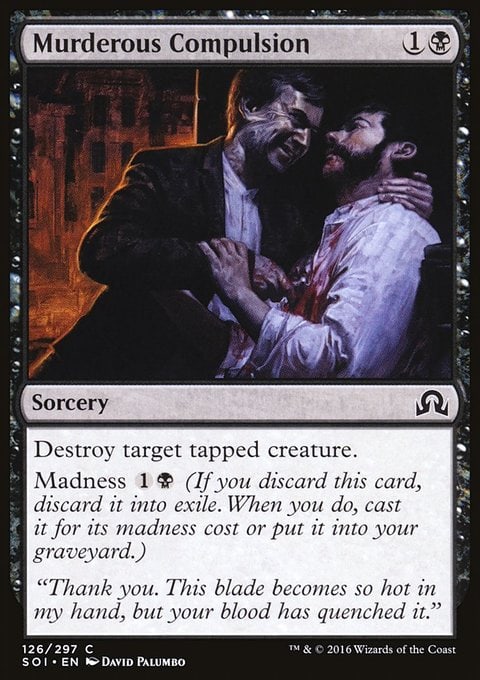 Murderous Compulsion 1
Sorcery
Destroy target tapped creature.
Madness 1 (If you discard this card,
discard it into exile. When you do, cast
it for its madness cost or put it into your
graveyard.)
“Thank you. This blade becomes so hot in
my hand, but your blood has quenched it.”
126/297 C
SOI • EN DAVID PALUMBO
™ & © 2016 Wizards of the Coast